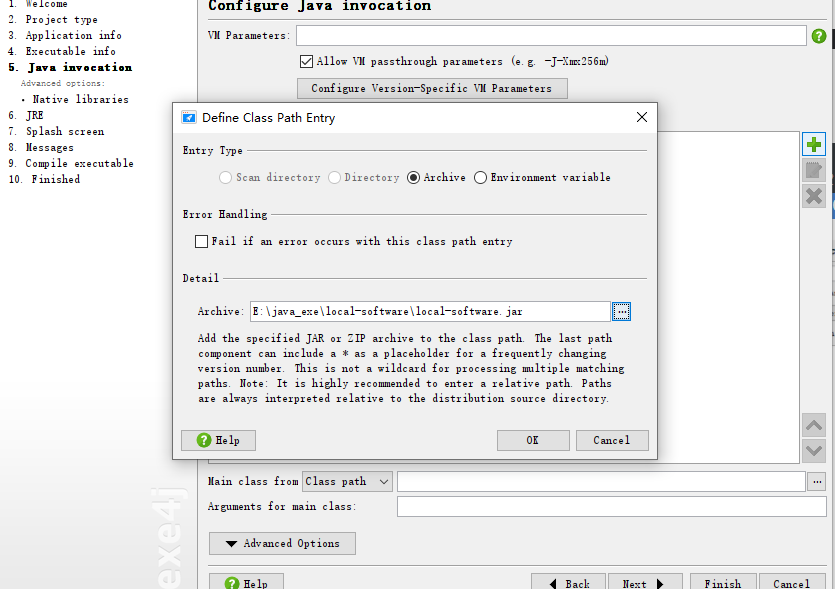 1. Welcome
2. Project type
3. Application info
4. Executable info
5. Java invocation
Advanced options:
· Native libraries
6. JRE
7. Splash screen
8. Messages
9. Compile executable
10. Finished
exe4j
Configure Java invocation
VM Parameters:
Allow VM passthrough parameters (e.g. -J-Xmx256m)
Configure Version-Specific VM Parameters
Define Class Path Entry
Entry Type
Scan directory Directory Archive Environment variable
Error Handling
Fail if an error occurs with this class path entry
Detail
Archive: E:\java_exe\local-software\local-software.jar ...
Add the specified JAR or ZIP archive to the class path. The last path
component can include a * as a placeholder for a frequently changing
version number. This is not a wildcard for processing multiple matching
paths. Note: It is highly recommended to enter a relative path. Paths
are always interpreted relative to the distribution source directory.
Help OK Cancel
Main class from Class path ...
Arguments for main class:
Advanced Options
Help Back Next Finish Cancel